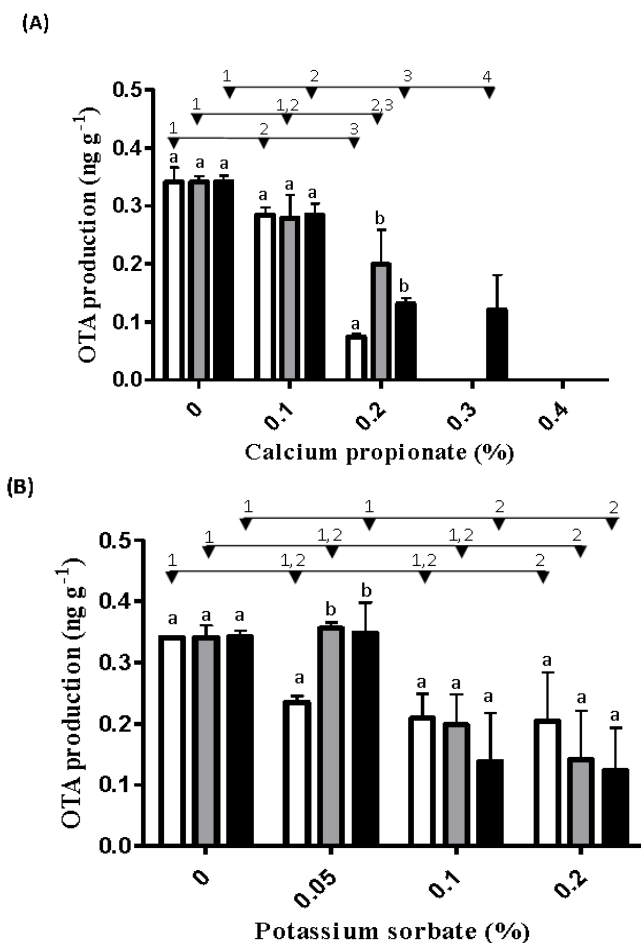 (A)
1 2 3 4
1 1,2 2,3
1 2 3
0.5
0.4
0.3
0.2
0.1
0.0
OTA production (ng g⁻¹)
a a a a a a a b b
0 0.1 0.2 0.3 0.4
Calcium propionate (%)
(B)
1 1 2 2
1 1,2 1,2 2
1 1,2 1,2 2
0.5
0.4
0.3
0.2
0.1
0.0
OTA production (ng g⁻¹)
a a a a b b a a a a a a
0 0.05 0.1 0.2
Potassium sorbate (%)